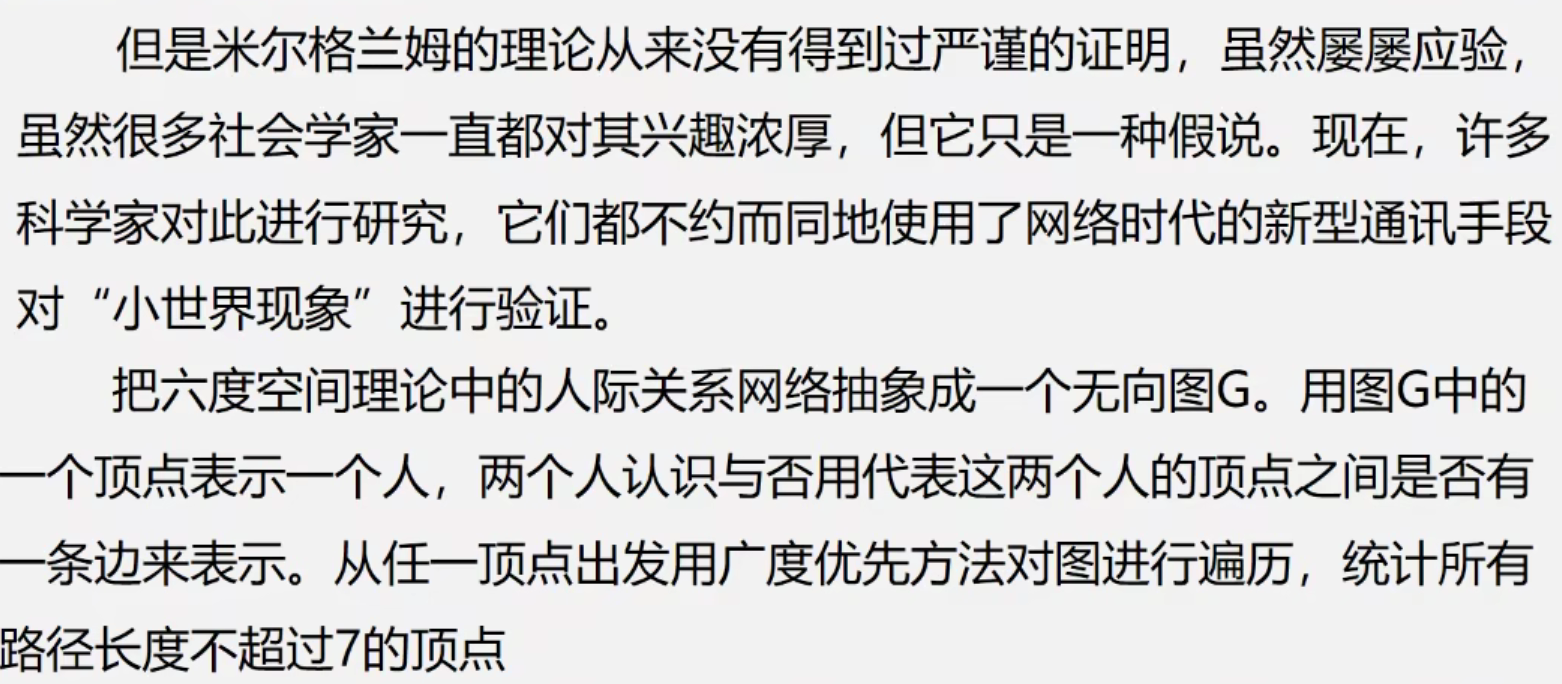 但是米尔格兰姆的理论从来没有得到过严谨的证明，虽然屡屡应验，
虽然很多社会学家一直都对其兴趣浓厚，但它只是一种假说。现在，许多
科学家对此进行研究，它们都不约而同地使用了网络时代的新型通讯手段
对“小世界现象”进行验证。
把六度空间理论中的人际关系网络抽象成一个无向图G。用图G中的
一个顶点表示一个人，两个人认识与否用代表这两个人的顶点之间是否有
一条边来表示。从任一顶点出发用广度优先方法对图进行遍历，统计所有
路径长度不超过7的顶点